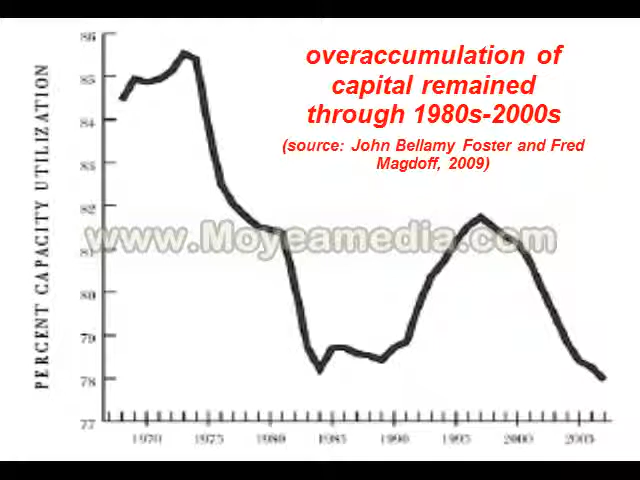 overaccumulation of
capital remained
through 1980s-2000s
(source: John Bellamy Foster and Fred
Magdoff, 2009)
PERCENT CAPACITY UTILIZATION
86
85
84
83
82
81
80
79
78
77
www.Moyeamedia.com
1970
1975
1980
1985
1990
1995
2000
2005